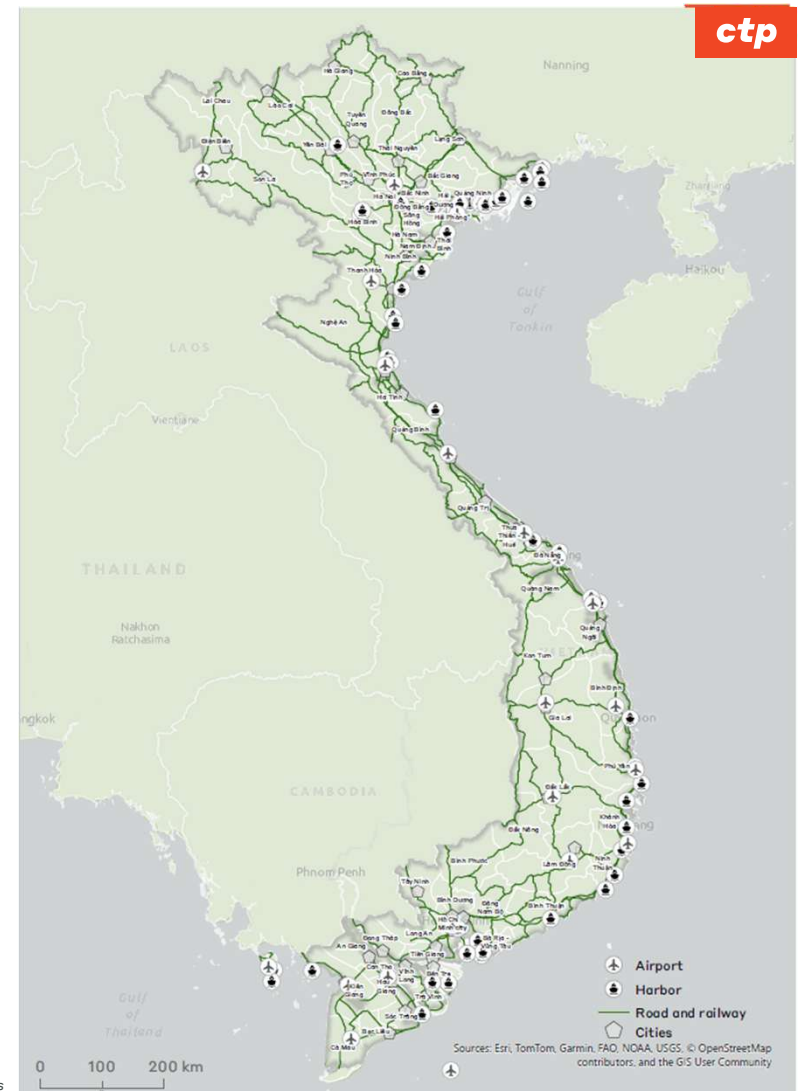 ctp
Nanning
Hà Giang
Cao Bằng
Lai Châu
Lào Cai
Tuyên
Quang
Đông Bắc
Điện Biên
Yên Bái
Thái Nguyên
Lạng Sơn
Sơn La
Phú
Thọ
Vĩnh Phúc
Bắc Giang
Zhanjiang
Hà Nội
Bắc Ninh
Hải
Dương
Quảng Ninh
Đồng Bằng
Sông
Hồng
Hải Phòng
Hòa Bình
Hà Nam
Thái
Bình
Nam Định
Ninh Bình
Thanh Hóa
Haikou
Gulf
of
Tonkin
Nghệ An
LAOS
Hà Tĩnh
Vientiane
Quảng Bình
Quảng Trị
Thừa
Thiên -
Huế
Đà Nẵng
THAILAND
Quảng Nam
Nakhon
Ratchasima
Quảng
Ngãi
Kon Tum
Bình Định
ngkok
Gia Lai
Phú Yên
CAMBODIA
Đắk Lắk
Khánh
Hòa
Đắk Nông
Bình Phước
Lâm Đồng
Ninh
Thuận
Phnom Penh
Tây Ninh
Bình Dương
Đông
Nam Bộ
Bình Thuận
Hồ Chí
Minh city
Long An
Đồng Tháp
Bà Rịa -
Vũng Tàu
An Giang
Tiền Giang
Cần Thơ
Vĩnh
Long
Bến Tre
Kiên
Giang
Hậu
Giang
Trà Vinh
Sóc Trăng
Bạc Liêu
Cà Mau
Gulf
of
Thailand
Airport
Harbor
Road and railway
Cities
Sources: Esri, TomTom, Garmin, FAO, NOAA, USGS, © OpenStreetMap
contributors, and the GIS User Community
0 100 200 km